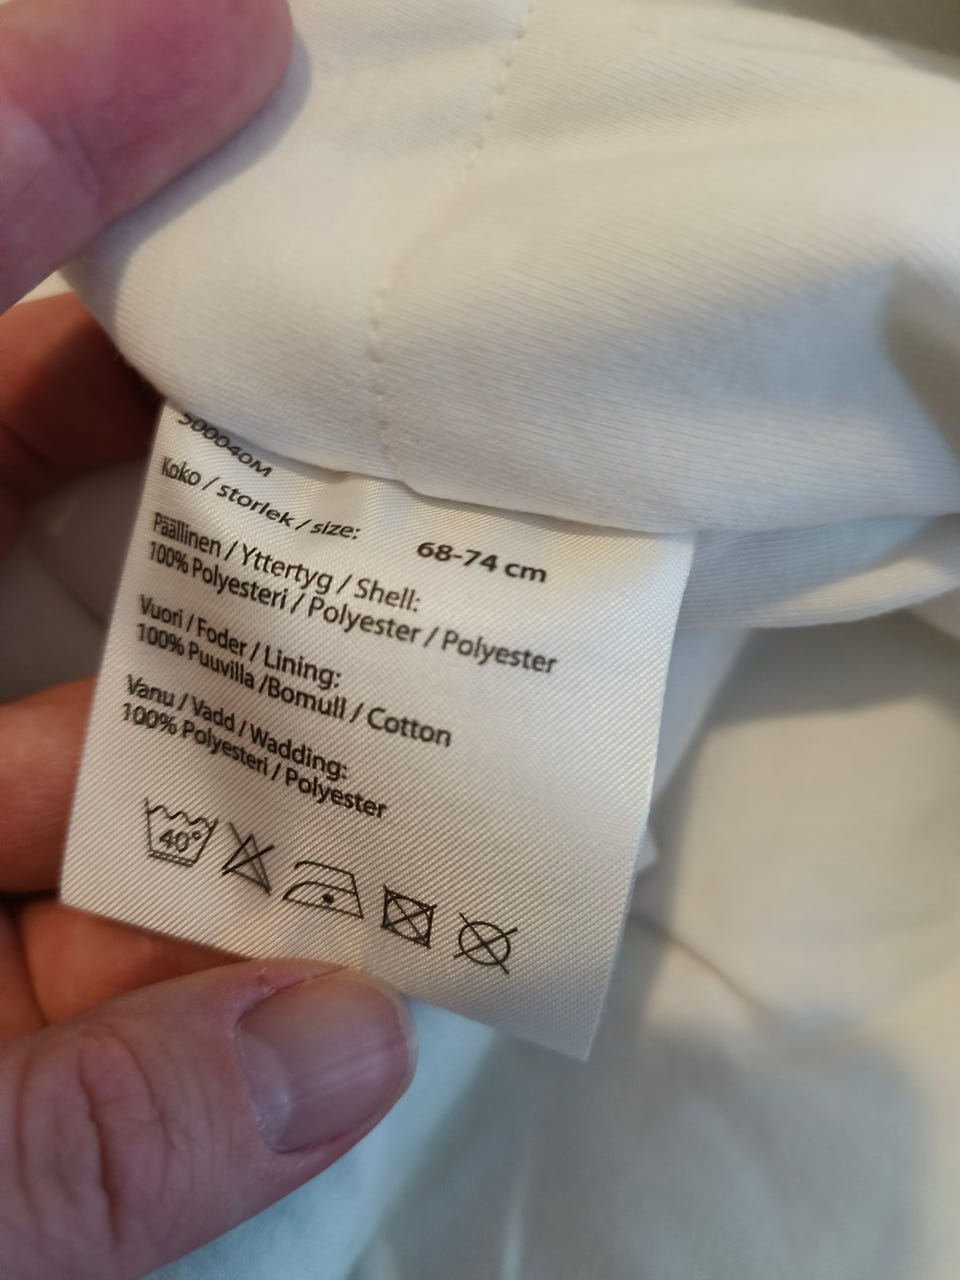 500040M
Koko / storlek / size: 68-74 cm
Päällinen / Yttertyg / Shell:
100% Polyesteri / Polyester / Polyester
Vuori / Foder / Lining:
100% Puuvilla /Bomull / Cotton
Vanu / Vadd / Wadding:
100% Polyesteri / Polyester
40°